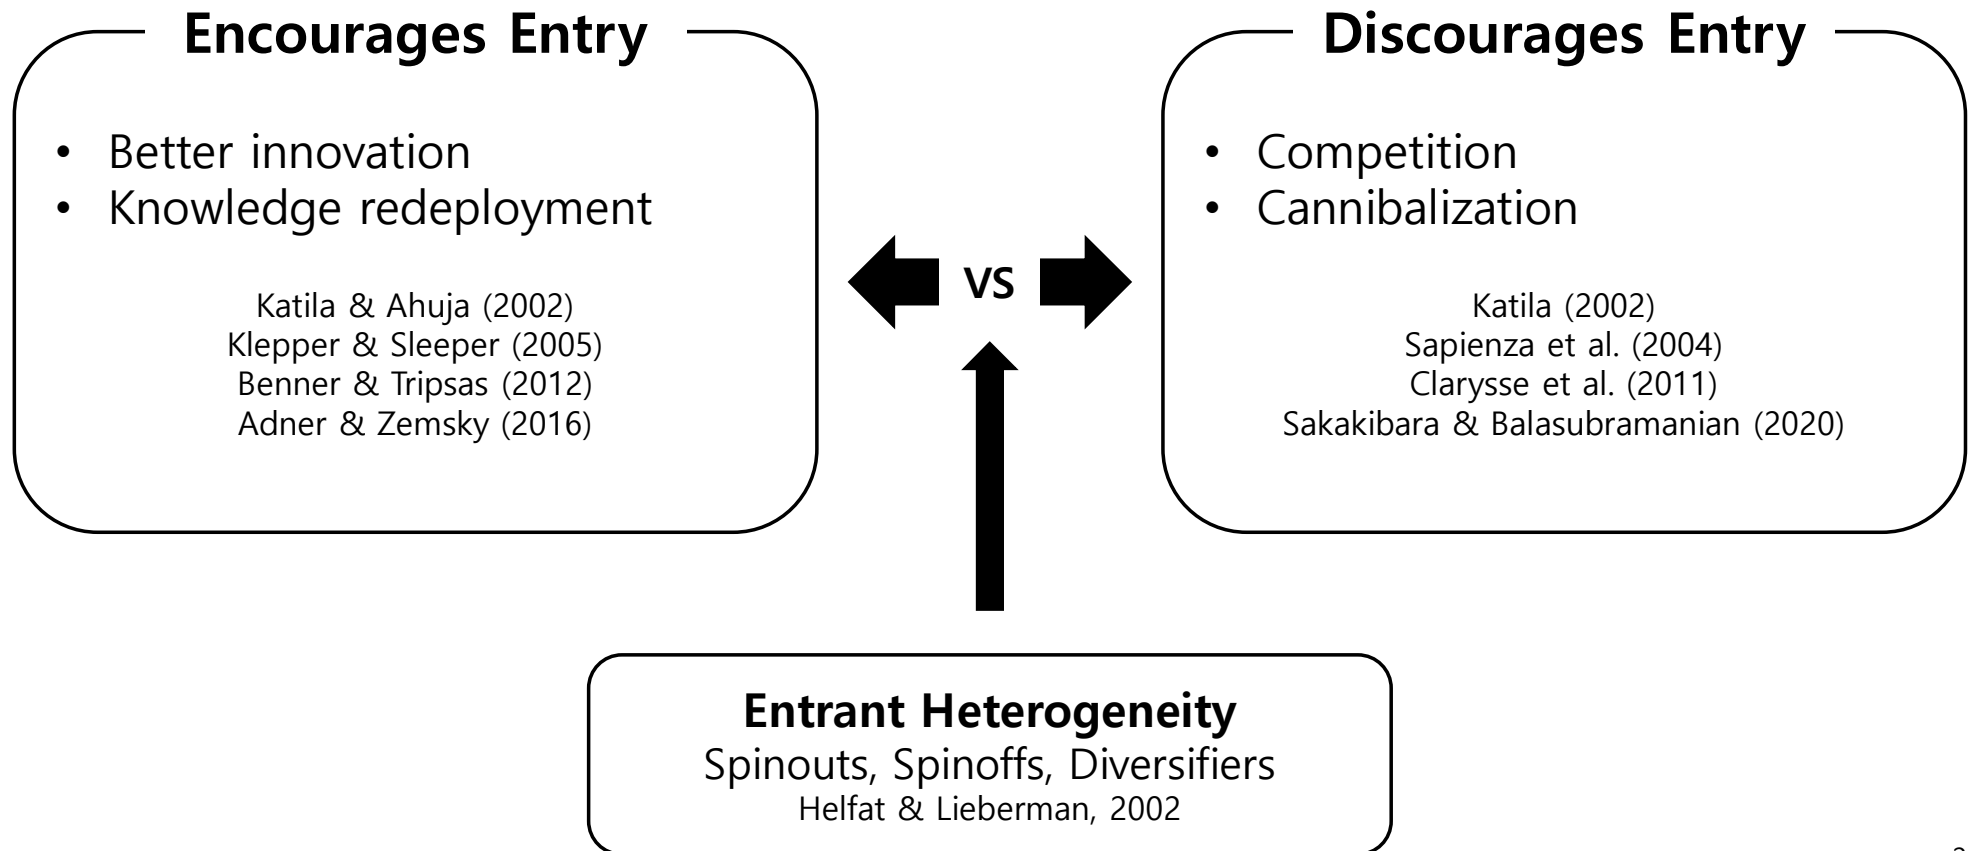 Encourages Entry
• Better innovation
• Knowledge redeployment
Katila & Ahuja (2002)
Klepper & Sleeper (2005)
Benner & Tripsas (2012)
Adner & Zemsky (2016)
VS
Discourages Entry
• Competition
• Cannibalization
Katila (2002)
Sapienza et al. (2004)
Clarysse et al. (2011)
Sakakibara & Balasubramanian (2020)
Entrant Heterogeneity
Spinouts, Spinoffs, Diversifiers
Helfat & Lieberman, 2002